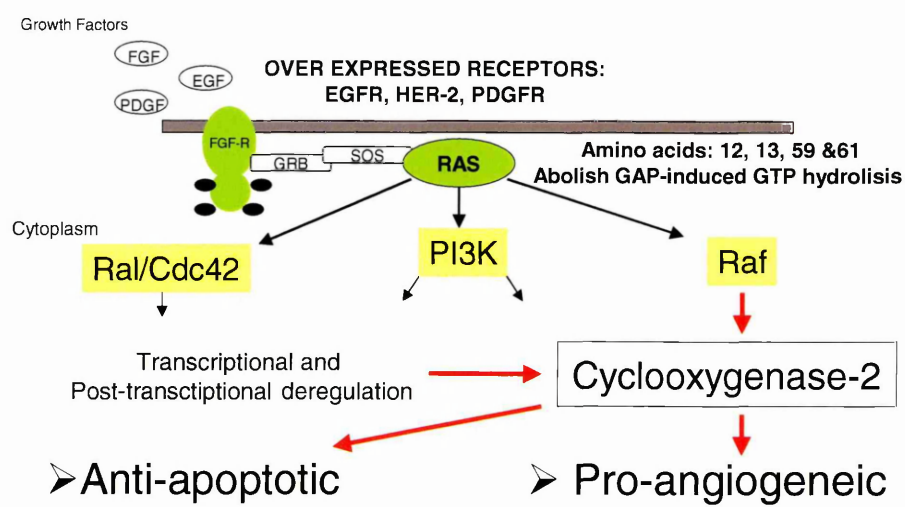 Growth Factors
FGF
EGF
PDGF
OVER EXPRESSED RECEPTORS:
EGFR, HER-2, PDGFR
FGF-R
GRB
SOS
RAS
Amino acids: 12, 13, 59 &61
Abolish GAP-induced GTP hydrolisis
Cytoplasm
Ral/Cdc42
PI3K
Raf
Transcriptional and
Post-transctiptional deregulation
Cyclooxygenase-2
➢Anti-apoptotic
➢ Pro-angiogeneic